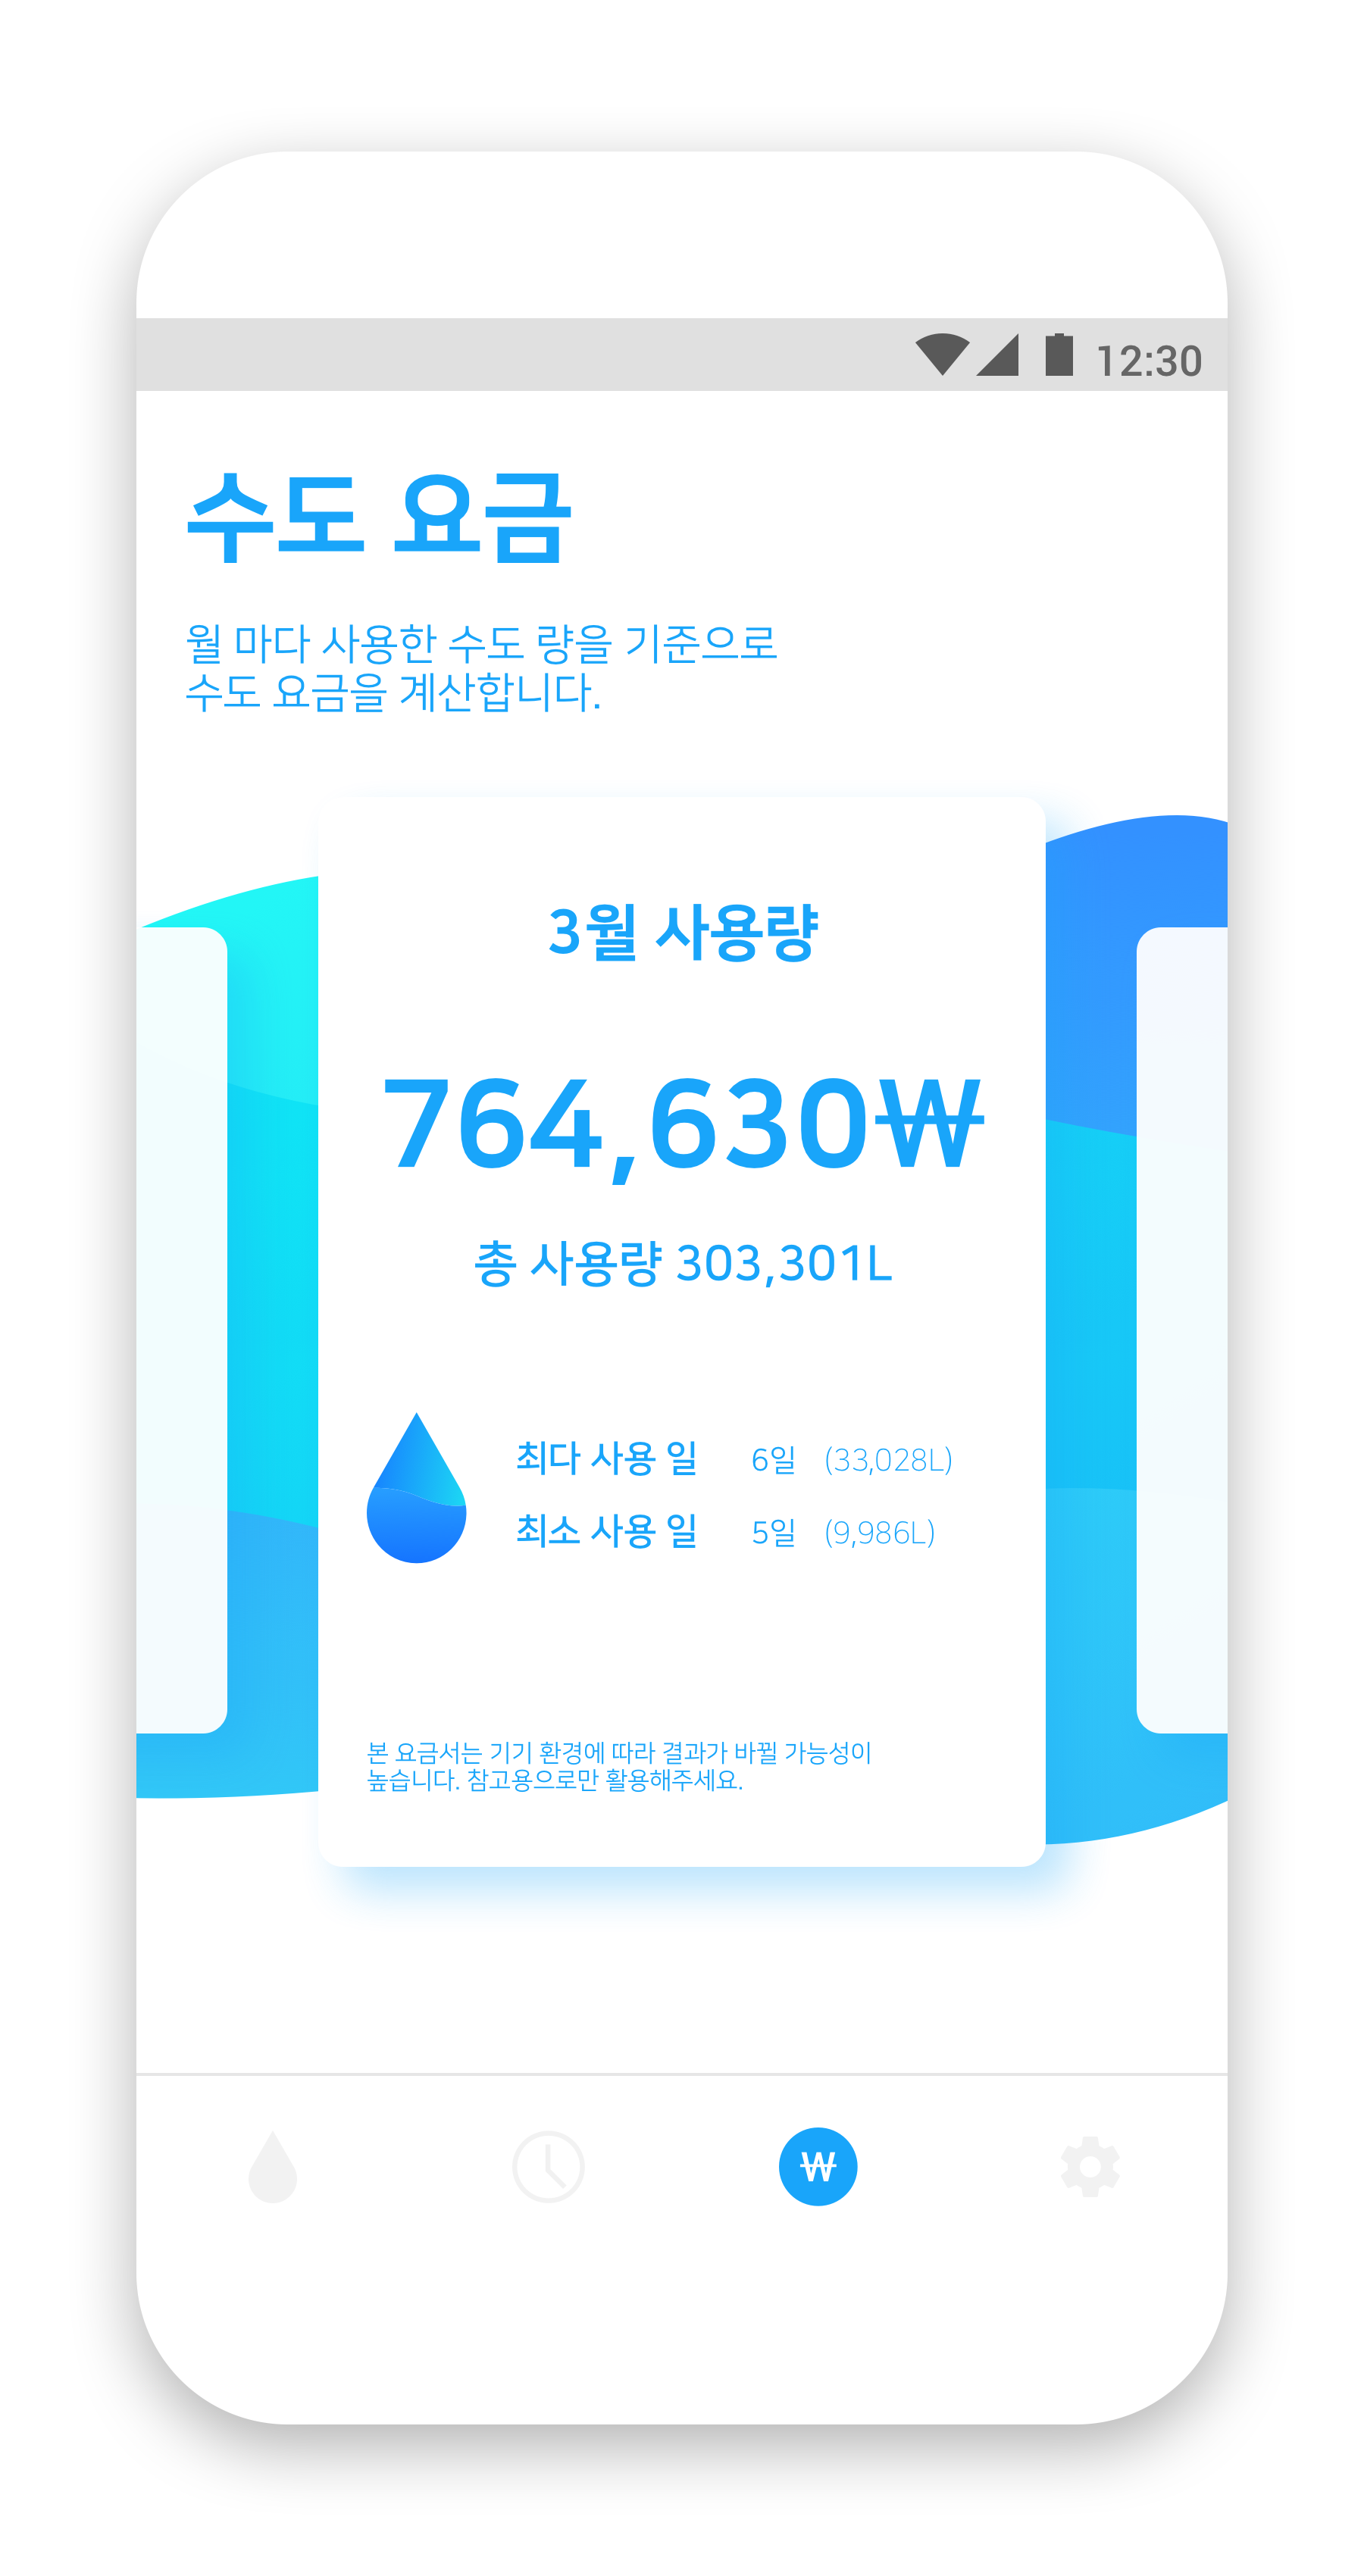 12:30
수도 요금
월 마다 사용한 수도 량을 기준으로
수도 요금을 계산합니다.
3월 사용량
764,630₩
총 사용량 303,301L
최다 사용 일 6일 (33,028L)
최소 사용 일 5일 (9,986L)
본 요금서는 기기 환경에 따라 결과가 바뀔 가능성이
높습니다. 참고용으로만 활용해주세요.
₩